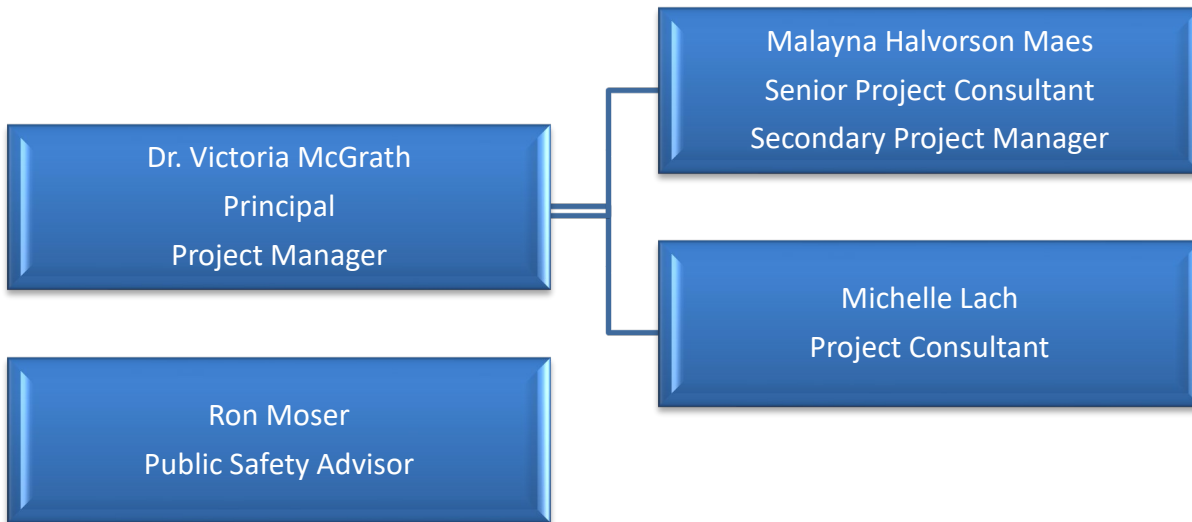 Malayna Halvorson Maes
Senior Project Consultant
Secondary Project Manager
Dr. Victoria McGrath
Principal
Project Manager
Michelle Lach
Project Consultant
Ron Moser
Public Safety Advisor